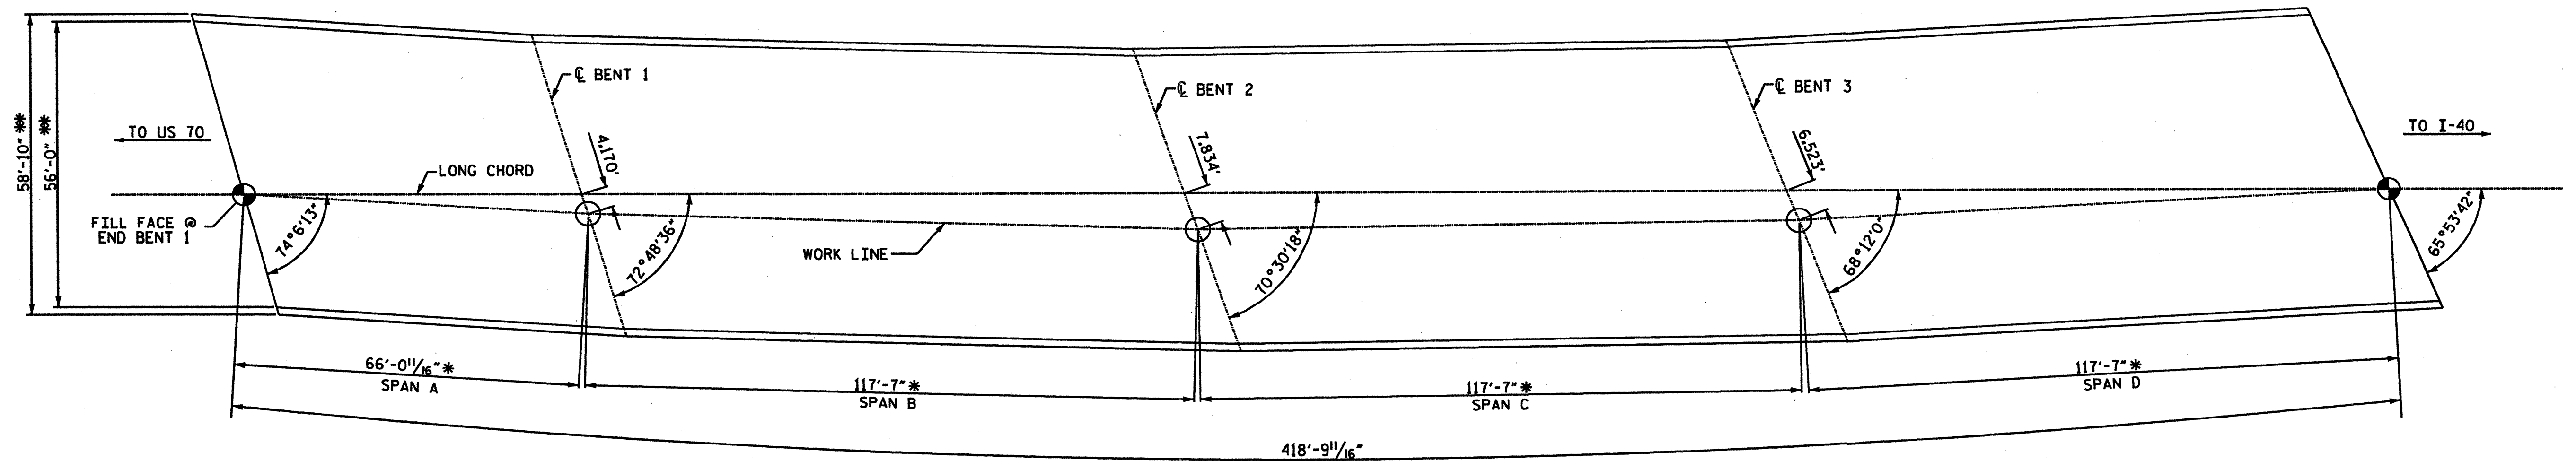 58'-10" **
56'-0" **
TO US 70
FILL FACE @
END BENT 1
LONG CHORD
74°6'13"
℄ BENT 1
4.170'
72°48'36"
WORK LINE
℄ BENT 2
7.834'
70°30'18"
℄ BENT 3
6.523'
68°12'0"
TO I-40
65°53'42"
66'-0 11/16" *
SPAN A
117'-7" *
SPAN B
117'-7" *
SPAN C
117'-7" *
SPAN D
418'-9 11/16"